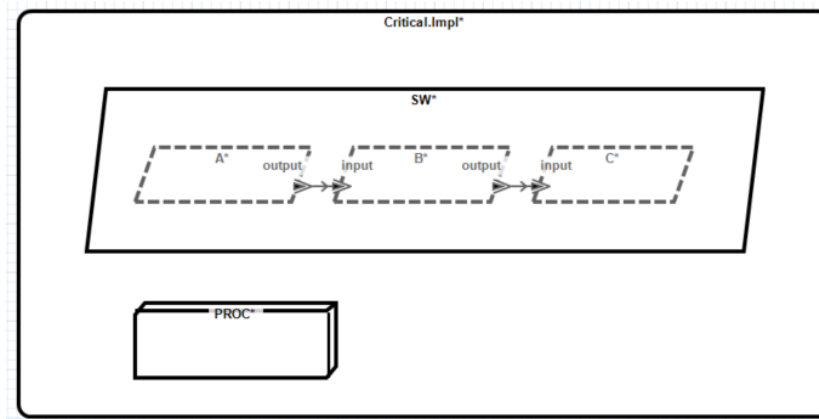 Critical.Impl*
SW*
A*
output
input
B*
output
input
C*
PROC*